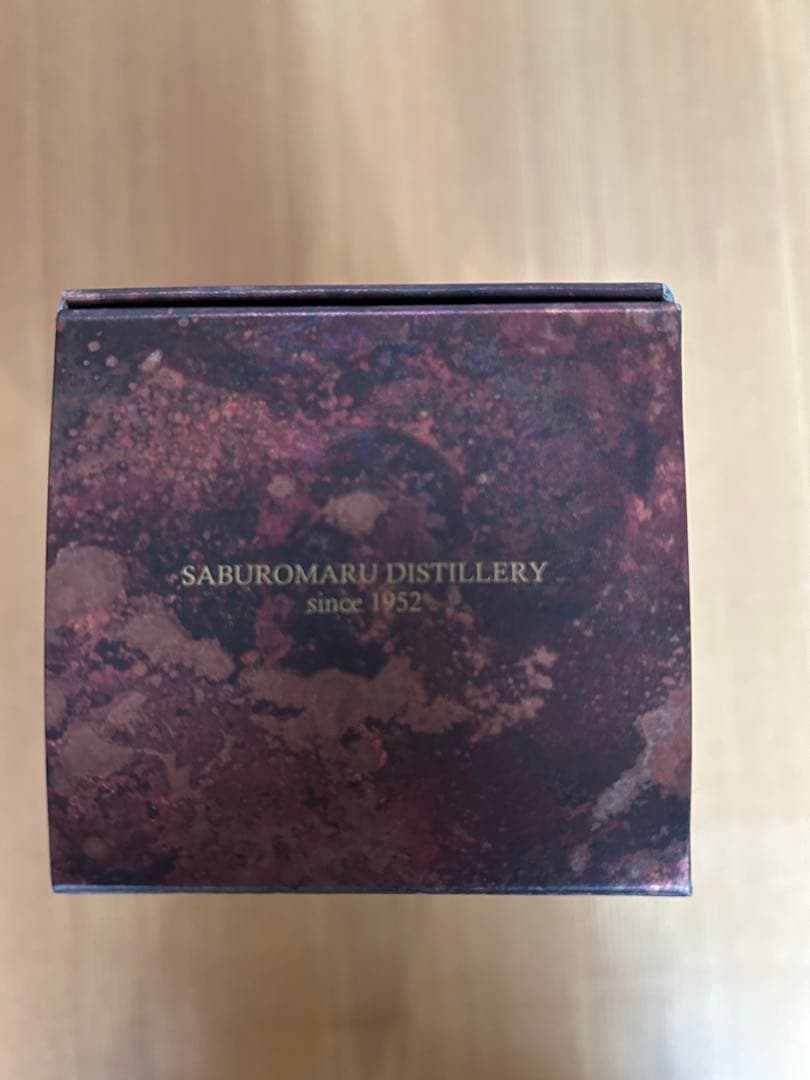 SABUROMARU DISTILLERY
since 1952